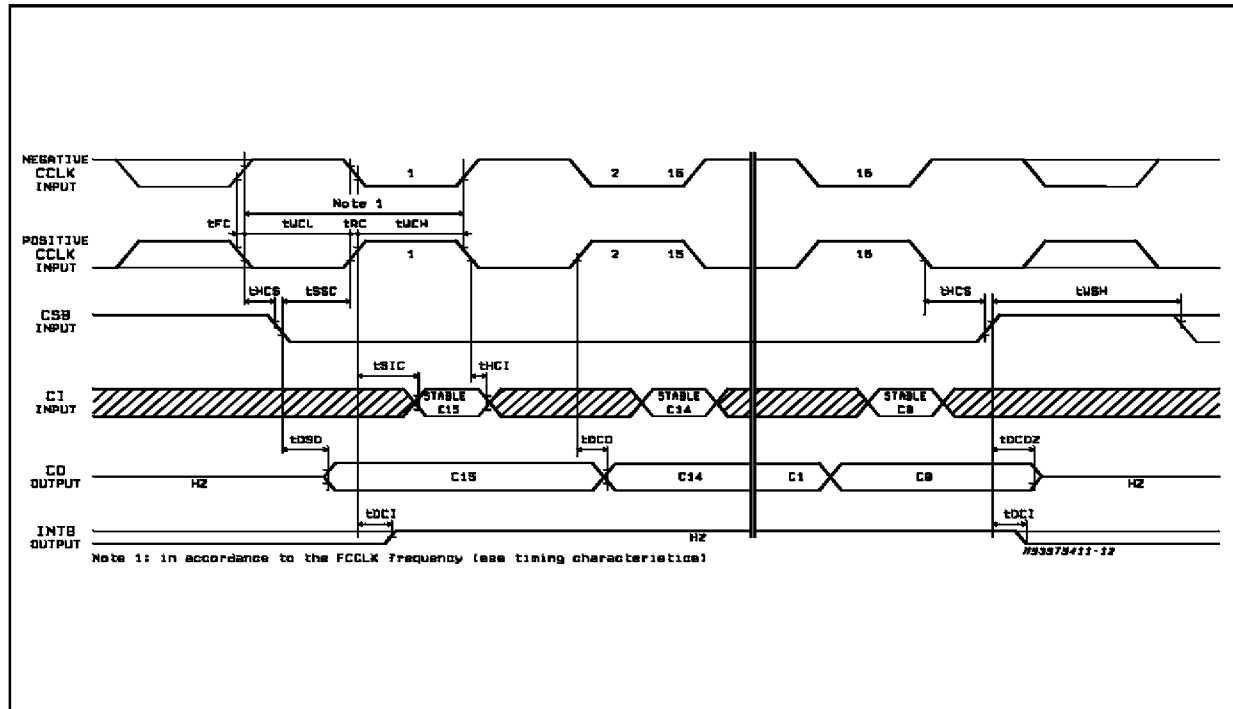 NEGATIVE
CCLK
INPUT
1
2
15
16
Note 1
tFC
tWCL
tRC
tWCH
POSITIVE
CCLK
INPUT
1
2
15
16
tHCS
tSSC
tHCS
tWSH
CSB
INPUT
tSIC
tHCI
CI
INPUT
STABLE
C15
STABLE
C14
STABLE
C0
tDSD
tDCD
tDCDZ
CO
OUTPUT
HZ
C15
C14
C1
C0
HZ
tDCI
tDCI
INTB
OUTPUT
HZ
Note 1: in accordance to the FCCLK frequency (see timing characteristics)